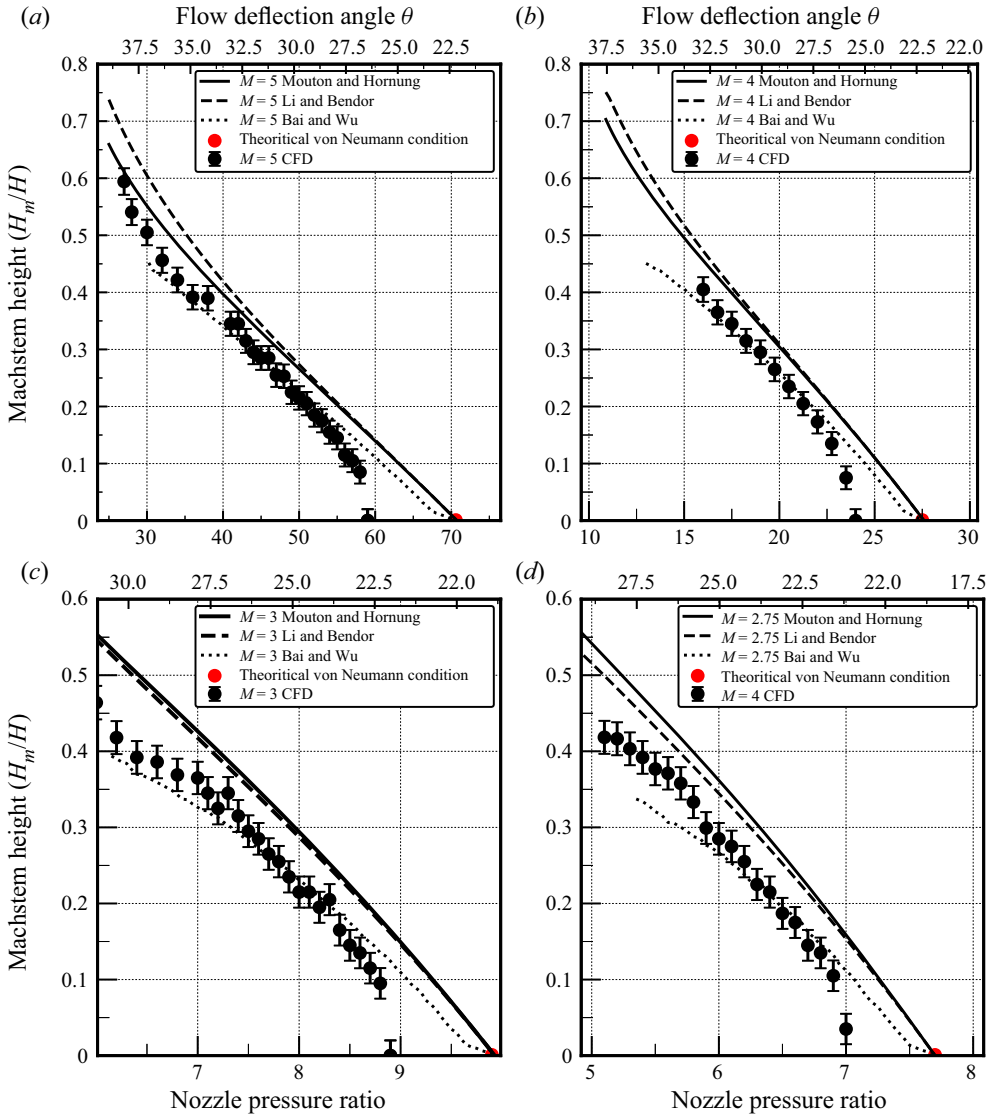 (a) Flow deflection angle θ
37.5 35.0 32.5 30.0 27.5 25.0 22.5
0.8
0.7
0.6
0.5
0.4
0.3
0.2
0.1
0
Machstem height (Hm/H)
M = 5 Mouton and Hornung
M = 5 Li and Bendor
M = 5 Bai and Wu
Theoritical von Neumann condition
M = 5 CFD
30 40 50 60 70
(b) Flow deflection angle θ
37.5 35.0 32.5 30.0 27.5 25.0 22.5 22.0
M = 4 Mouton and Hornung
M = 4 Li and Bendor
M = 4 Bai and Wu
Theoritical von Neumann condition
M = 4 CFD
10 15 20 25 30
(c)
30.0 27.5 25.0 22.5 22.0
0.6
0.5
0.4
0.3
0.2
0.1
0
Machstem height (Hm/H)
M = 3 Mouton and Hornung
M = 3 Li and Bendor
M = 3 Bai and Wu
Theoritical von Neumann condition
M = 3 CFD
7 8 9
Nozzle pressure ratio
(d)
27.5 25.0 22.5 21.0 17.5
M = 2.75 Mouton and Hornung
M = 2.75 Li and Bendor
M = 2.75 Bai and Wu
Theoritical von Neumann condition
M = 4 CFD
5 6 7 8
Nozzle pressure ratio